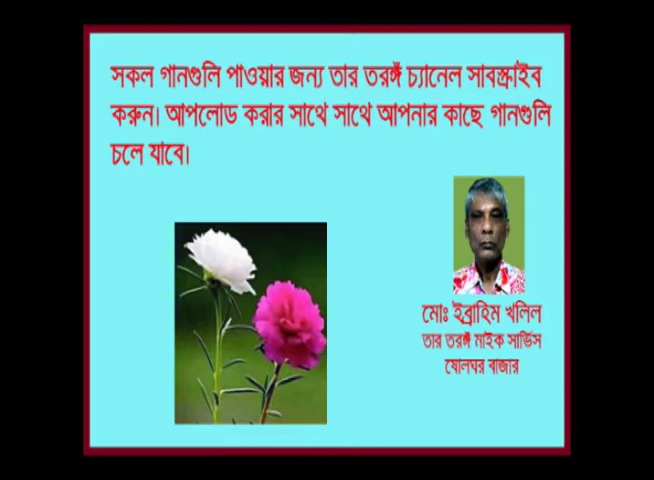 সকল গানগুলি পাওয়ার জন্য তার তরঙ্গঁ চ্যানেল সাবস্ক্রাইব
করুন। আপলোড করার সাথে সাথে আপনার কাছে গানগুলি
চলে যাবে।
মোঃ ইব্রাহিম খলিল
তার তরঙ্গঁ মাইক সার্ভিস
ষোলঘর বাজার